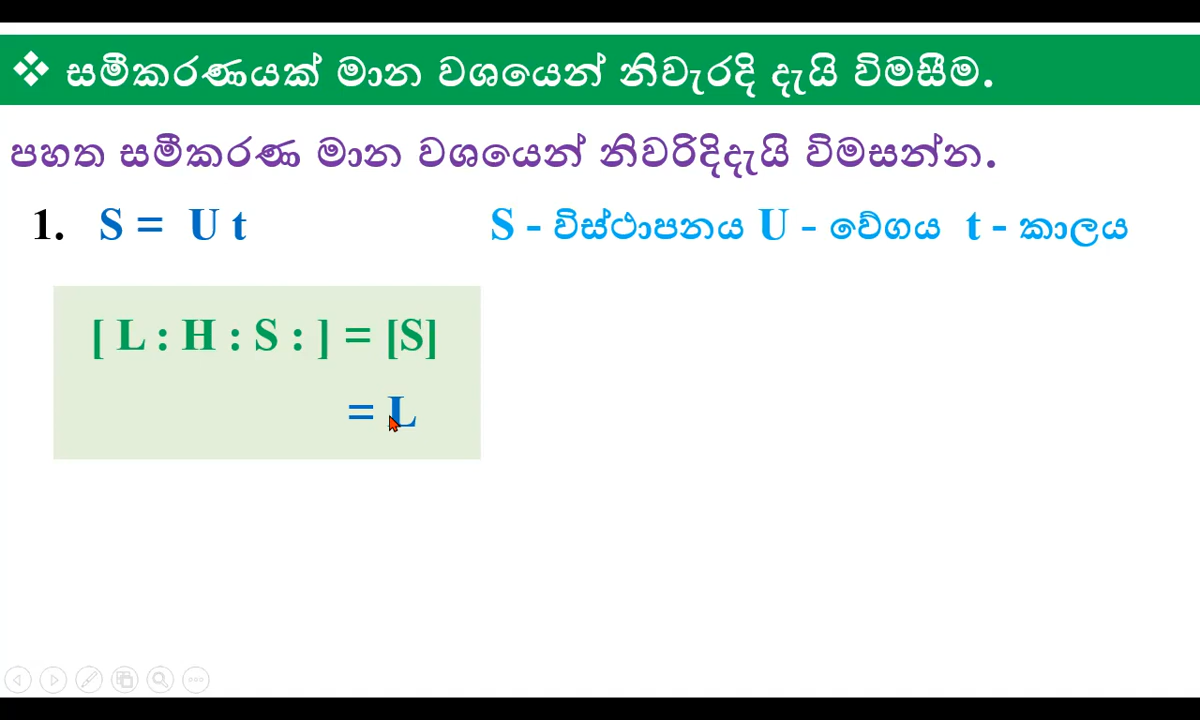 ❖ සමීකරණයක් මාන වශයෙන් නිවැරදි දැයි විමසීම.
පහත සමීකරණ මාන වශයෙන් නිවරිදිදැයි විමසන්න.
1. S = U t S - විස්ථාපනය U - වේගය t - කාලය
[ L : H : S : ] = [S]
= L